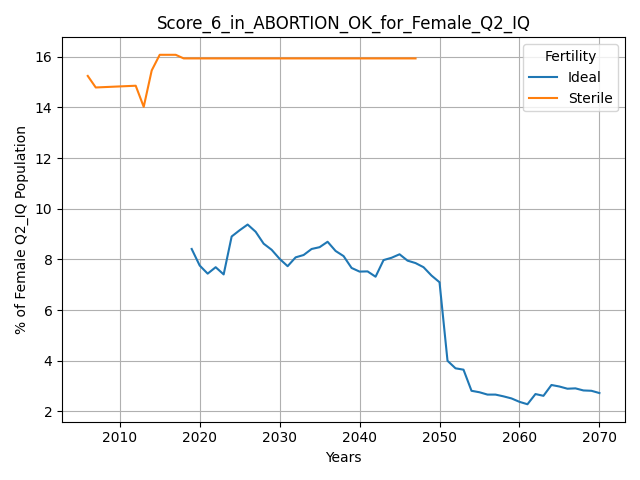 Score_6_in_ABORTION_OK_for_Female_Q2_IQ
% of Female Q2_IQ Population
16
14
12
10
8
6
4
2
Fertility
Ideal
Sterile
2010 2020 2030 2040 2050 2060 2070
Years